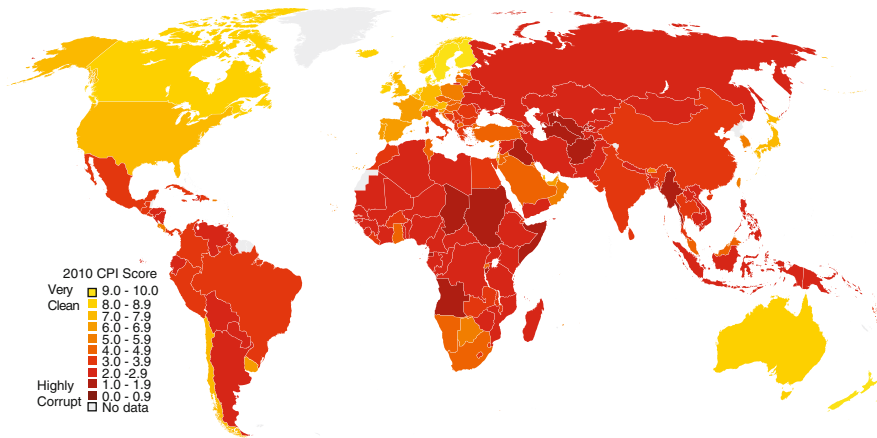 2010 CPI Score
Very
Clean
9.0 - 10.0
8.0 - 8.9
7.0 - 7.9
6.0 - 6.9
5.0 - 5.9
4.0 - 4.9
3.0 - 3.9
2.0 -2.9
1.0 - 1.9
0.0 - 0.9
No data
Highly
Corrupt